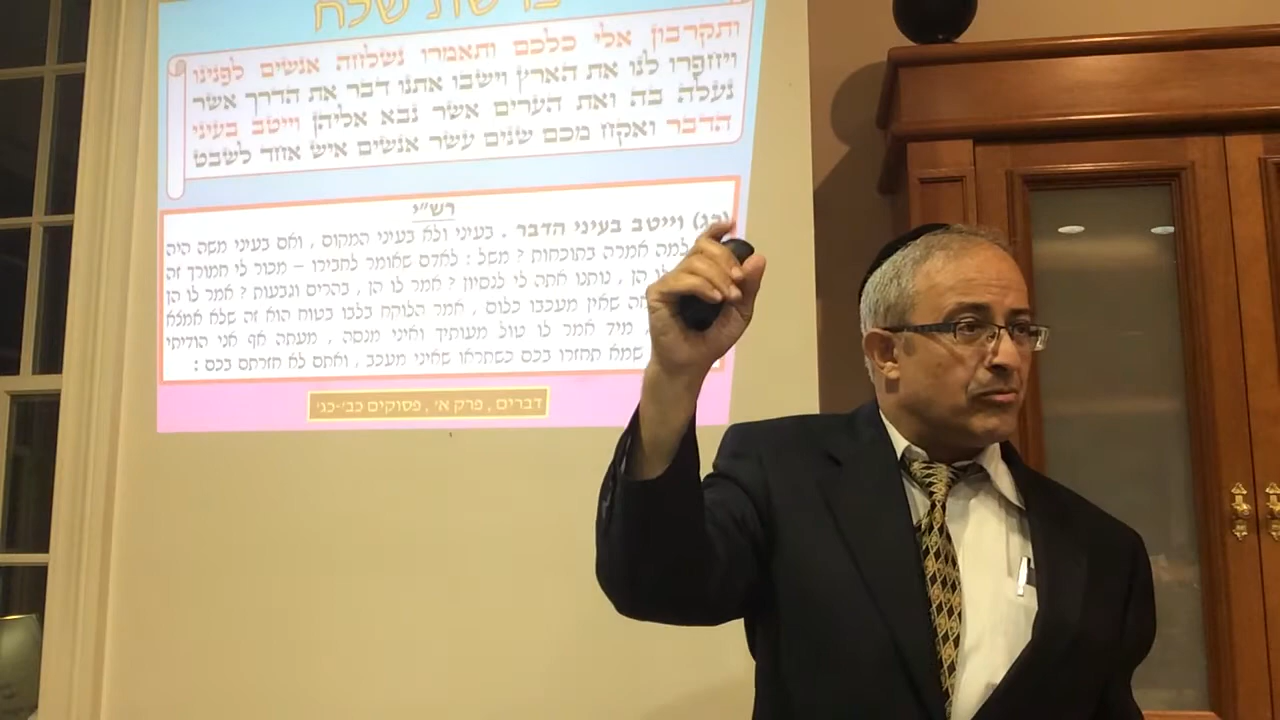 פרשת שלח
ותקרבון אלי כלכם ותאמרו נשלחה אנשים לפנינו
ויחפרו לנו את הארץ וישבו אתנו דבר את הדרך אשר
נעלה בה ואת הערים אשר נבא אליהן וייטב בעיני
הדבר ואקח מכם שנים עשר אנשים איש אחד לשבט
רש"י
(כג) וייטב בעיני הדבר . בעיני ולא בעיני המקום , ואם בעיני משה היה
למה אמרה בתוכחות ? משל : לאדם שאומר לחבירו – מכור לי חמורך זה
לו הן , נותנו אתה לי לנסיון ? אמר לו הן , בהרים וגבעות ? אמר לו הן
שאין מעכבו כלום , אמר הלוקח בלבו בטוח הוא זה שלא אמצא
, מיד אמר לו טול מעותיך ואיני מנסה , מעתה אף אני הודיתי
שמא תחזרו בכם כשתראו שאיני מעכב , ואתם לא חזרתם בכם :
דברים , פרק א' , פסוקים כב'-כג'